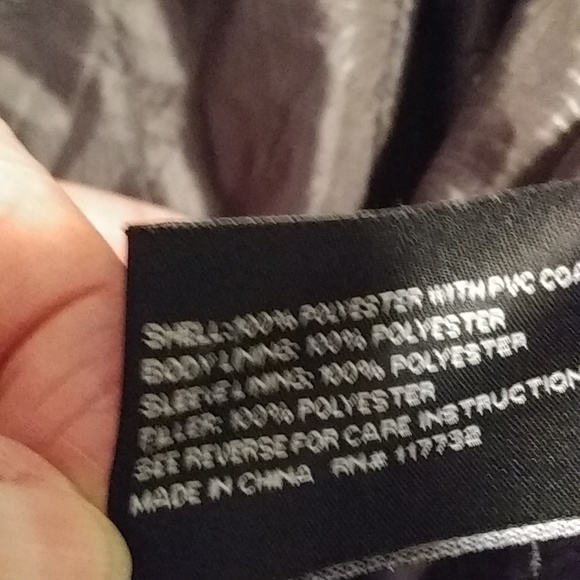 SHELL: 100% POLYESTER WITH PVC COA
BODY LINING: 100% POLYESTER
SLEEVE LINING: 100% POLYESTER
FILLER: 100% POLYESTER
SEE REVERSE FOR CARE INSTRUCTION
MADE IN CHINA RN# 117738